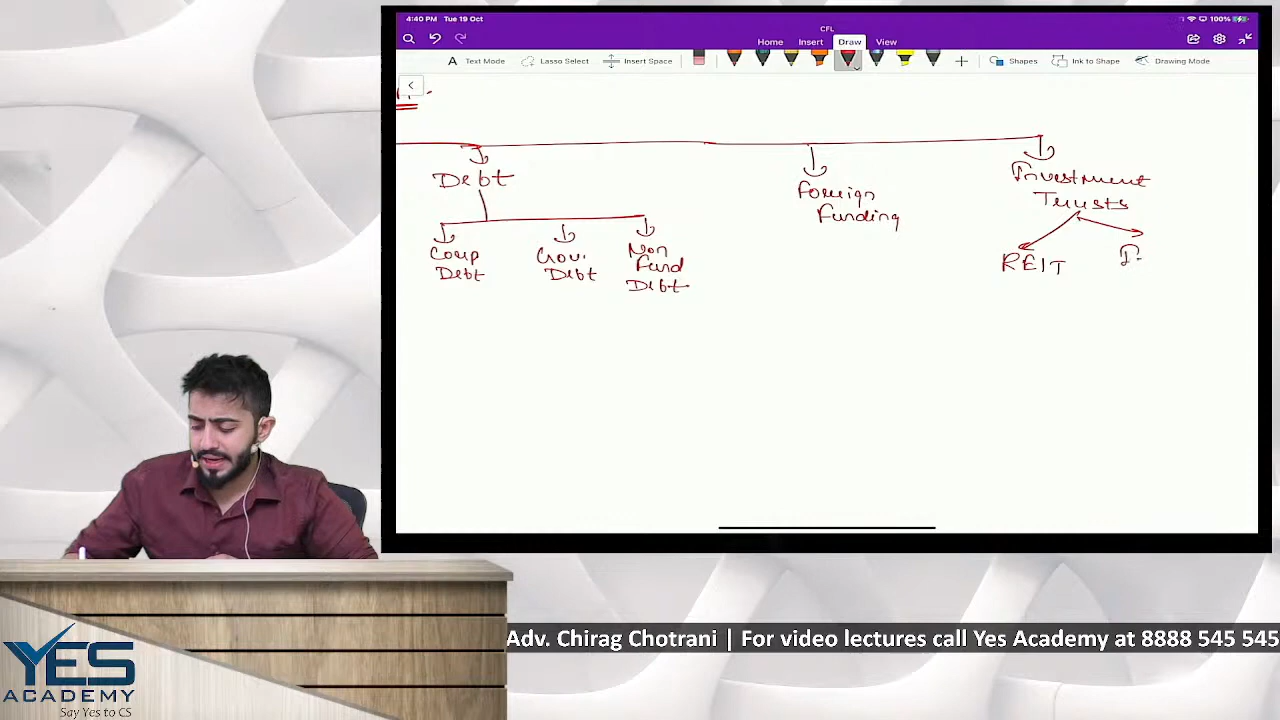 4:40 PM Tue 19 Oct
100%
CFL
Home Insert Draw View
Text Mode Lasso Select Insert Space Shapes Ink to Shape Drawing Mode
Debt
Foreign
Funding
Investment
Trusts
Corp
Debt
Gov.
Debt
Non
Fund
Debt
REIT
I
Adv. Chirag Chotrani | For video lectures call Yes Academy at 8888 545 545
YES
ACADEMY
Say Yes to CS